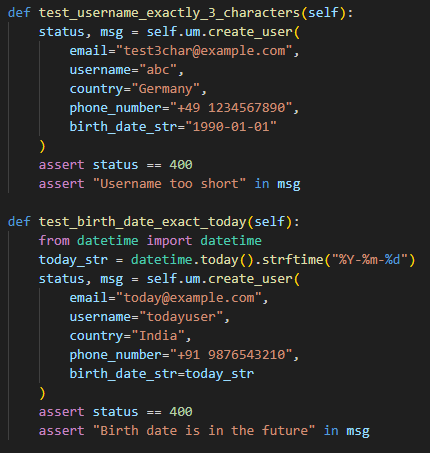 def test_username_exactly_3_characters(self):
    status, msg = self.um.create_user(
        email="test3char@example.com",
        username="abc",
        country="Germany",
        phone_number="+49 1234567890",
        birth_date_str="1990-01-01"
    )
    assert status == 400
    assert "Username too short" in msg

def test_birth_date_exact_today(self):
    from datetime import datetime
    today_str = datetime.today().strftime("%Y-%m-%d")
    status, msg = self.um.create_user(
        email="today@example.com",
        username="todayuser",
        country="India",
        phone_number="+91 9876543210",
        birth_date_str=today_str
    )
    assert status == 400
    assert "Birth date is in the future" in msg